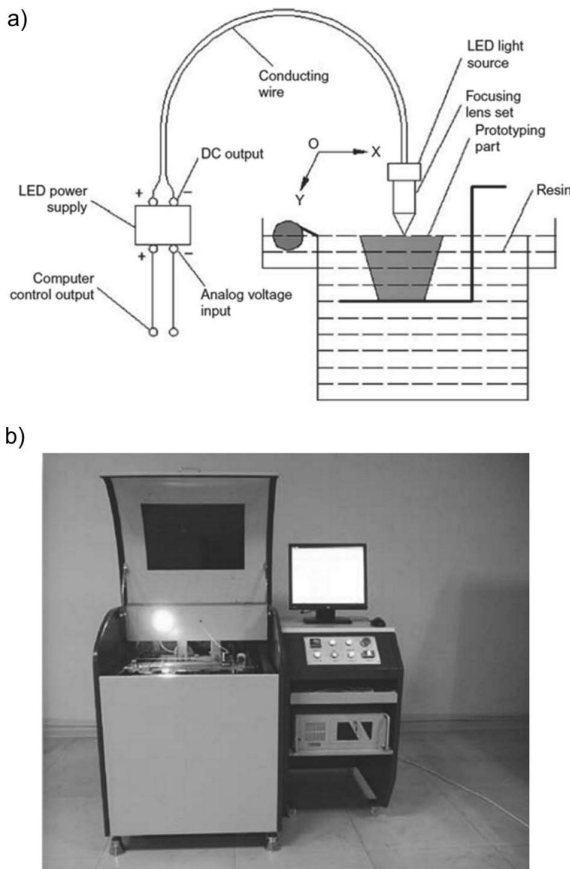 a)
LED light
source
Conducting
wire
Focusing
lens set
Prototyping
part
O
X
Y
DC output
+
−
LED power
supply
Resin
+
−
Computer
control output
Analog voltage
input
b)